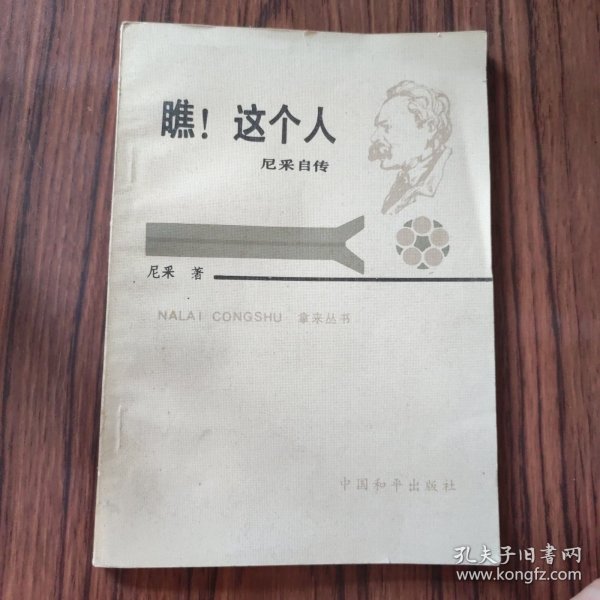 瞧！这个人
尼采自传
尼采 著
NALAI CONGSHU 拿来丛书
中国和平出版社
孔夫子旧書网
www.kongfz.com